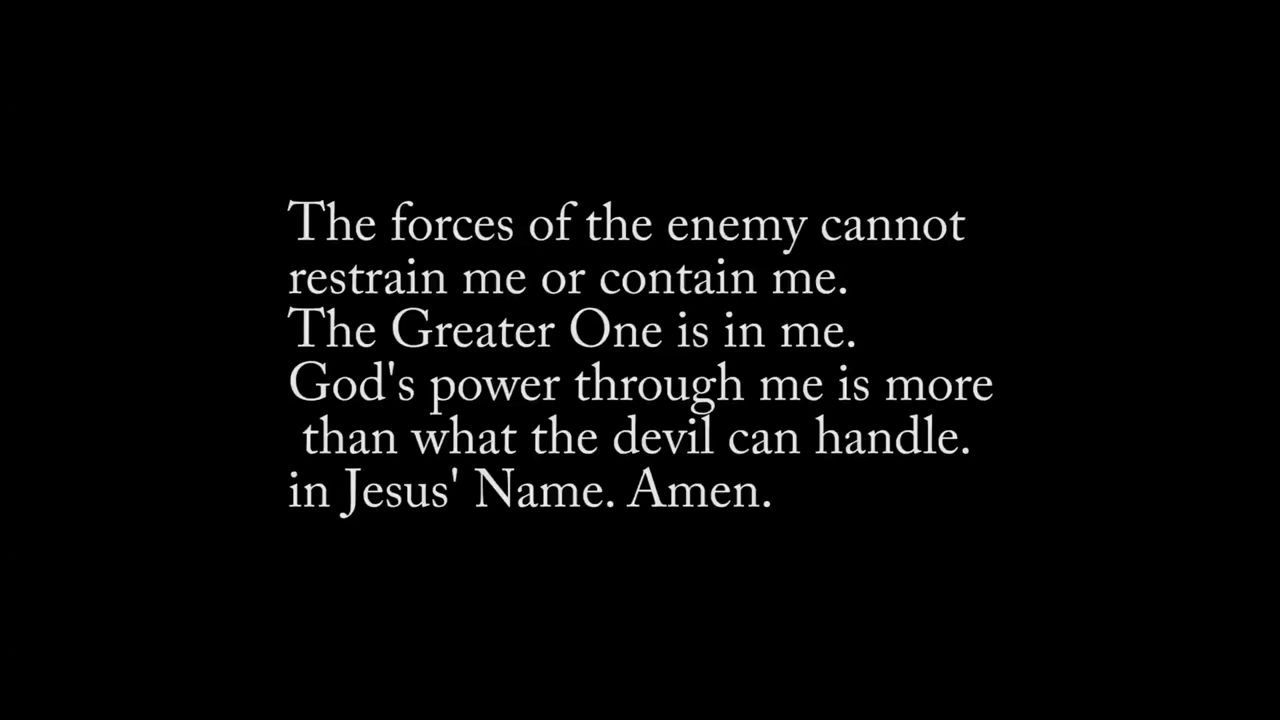 The forces of the enemy cannot
restrain me or contain me.
The Greater One is in me.
God's power through me is more
than what the devil can handle.
in Jesus' Name. Amen.